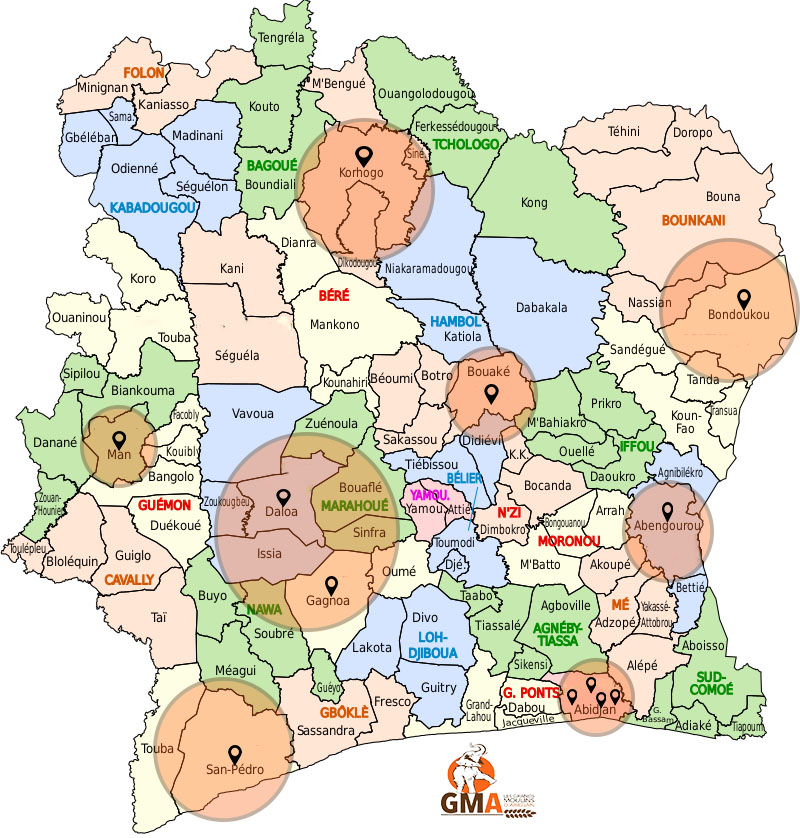 Tengréla
FOLON
Minignan
Kaniasso
M'Bengué
Ouangolodougou
Kouto
Sama.
Gbéléban
Madinani
Ferkessédougou
TCHOLOGO
Siné.
Téhini
Doropo
Odienné
BAGOUÉ
Boundiali
Korhogo
Séguélon
KABADOUGOU
Kong
Bouna
BOUNKANI
Dianra
Dikodougou
Niakaramadougou
Koro
Kani
BÉRÉ
Ouaninou
Mankono
HAMBOL
Katiola
Dabakala
Nassian
Bondoukou
Touba
Séguéla
Sandégué
Sipilou
Biankouma
Kounahiri
Béoumi
Botro
Bouaké
Tanda
Prikro
Koun-
Fao
Transua
Facobly
Vavoua
Zuénoula
M'Bahiakro
Danané
Man
Kouibly
Sakassou
Didiévi
K.K.
Ouellé
IFFOU
Bangolo
Tiébissou
BÉLIER
Daoukro
Agnibilékro
Zouan-
Hounien
GUÉMON
Duékoué
Zoukougbeu
Daloa
Bouaflé
MARAHOUÉ
YAMOU.
Yamou.
Attié.
N'ZI
Bocanda
Dimbokro
Bongouanou
MORONOU
Arrah
Abengourou
Sinfra
Toulépleu
Bloléquin
Guiglo
CAVALLY
Issia
Oumé
Toumodi
Djé.
M'Batto
Akoupé
Bettié
Buyo
NAWA
Gagnoa
Taabo
Agboville
MÉ
Adzopé
Yakassé-
Attobrou
Taï
Soubré
Lakota
Divo
LOH-
DJIBOUA
Tiassalé
AGNÉBY-
TIASSA
Aboisso
Méagui
Guéyo
Guitry
Sikensi
Alépé
SUD-
COMOÉ
GBÔKLÈ
Fresco
Sassandra
Grand-
Lahou
G. PONTS
Dabou
Jacqueville
Abidjan
G.
Bassam
Adiaké
Tiapoum
Touba
San-Pédro
GMA
LES GRANDS
MOULINS
D'ABIDJAN